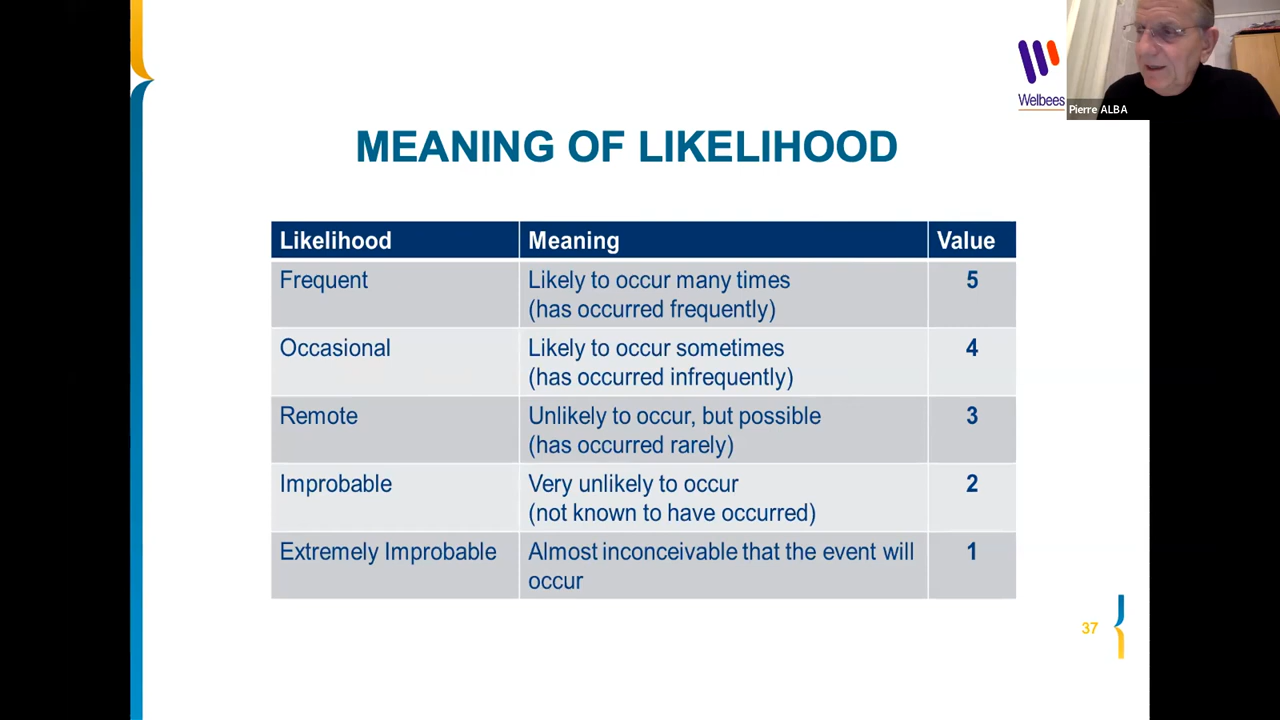 Welbees
Pierre ALBA
MEANING OF LIKELIHOOD
Likelihood Meaning Value
Frequent Likely to occur many times 5
(has occurred frequently)
Occasional Likely to occur sometimes 4
(has occurred infrequently)
Remote Unlikely to occur, but possible 3
(has occurred rarely)
Improbable Very unlikely to occur 2
(not known to have occurred)
Extremely Improbable Almost inconceivable that the event will 1
occur
37